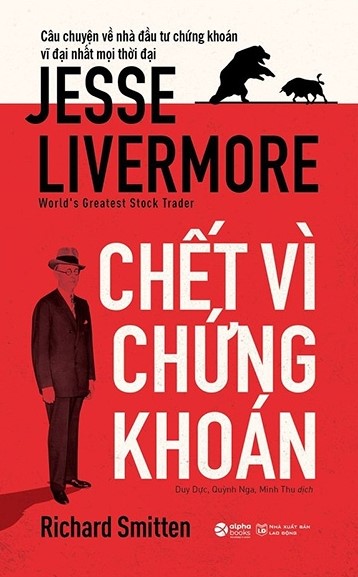 Câu chuyện về nhà đầu tư chứng khoán
vĩ đại nhất mọi thời đại
JESSE
LIVERMORE
World's Greatest Stock Trader
CHẾT VÌ
CHỨNG
KHOÁN
Duy Dực, Quỳnh Nga, Minh Thu dịch
Richard Smitten
alpha
books
NHÀ XUẤT BẢN
LAO ĐỘNG